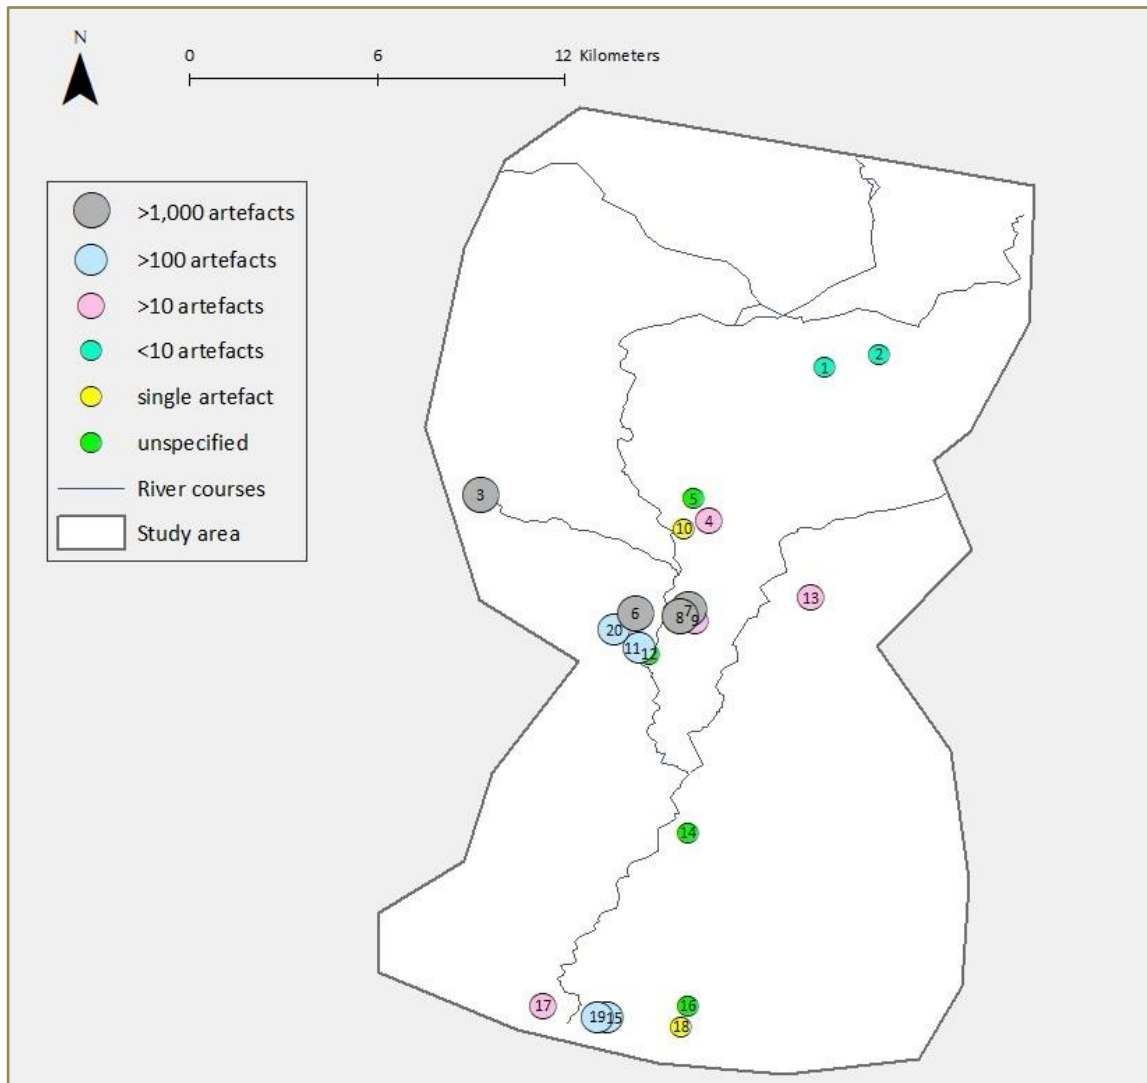 N
0 6 12 Kilometers
>1,000 artefacts
>100 artefacts
>10 artefacts
<10 artefacts
single artefact
unspecified
River courses
Study area
2
1
3
5
4
10
13
6
7
8
9
20
11
12
14
17
19
15
16
18